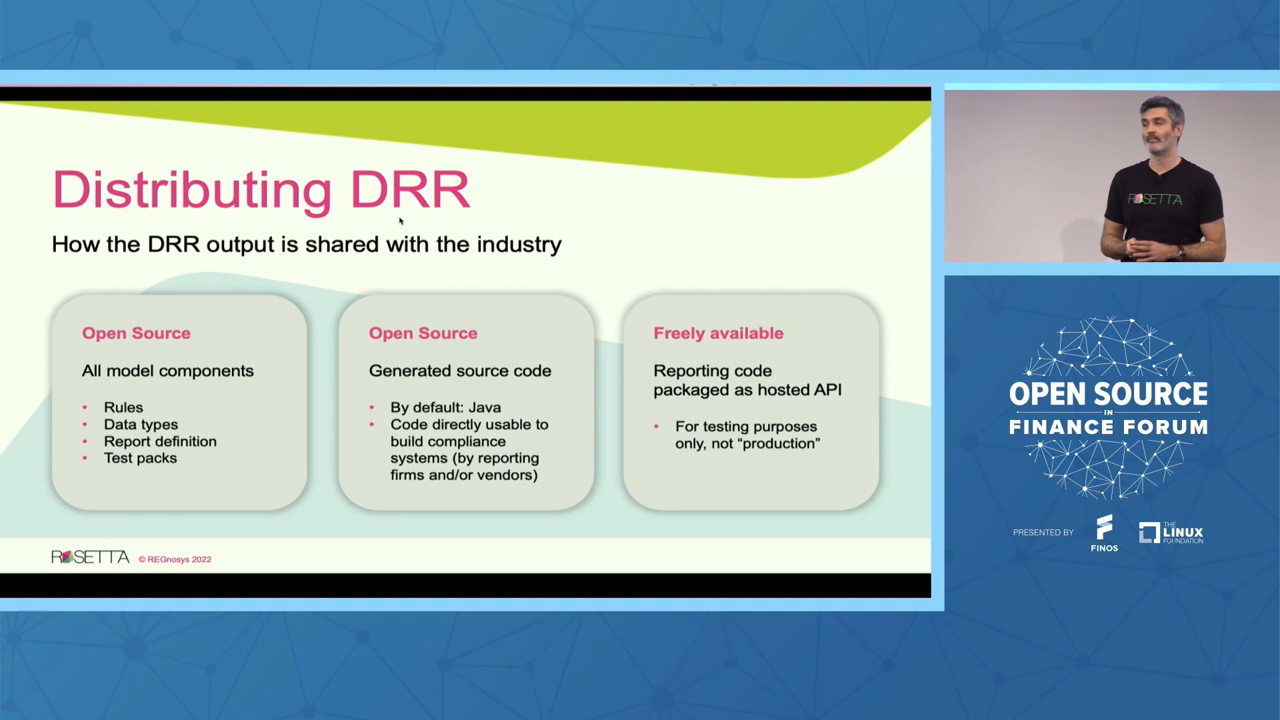 Distributing DRR
How the DRR output is shared with the industry
Open Source
All model components
• Rules
• Data types
• Report definition
• Test packs
Open Source
Generated source code
• By default: Java
• Code directly usable to
build compliance
systems (by reporting
firms and/or vendors)
Freely available
Reporting code
packaged as hosted API
• For testing purposes
only, not “production”
ROSETTA
© REGnosys 2022
ROSETTA
OPEN SOURCE
IN
FINANCE FORUM
PRESENTED BY
FINOS
THE
LINUX
FOUNDATION